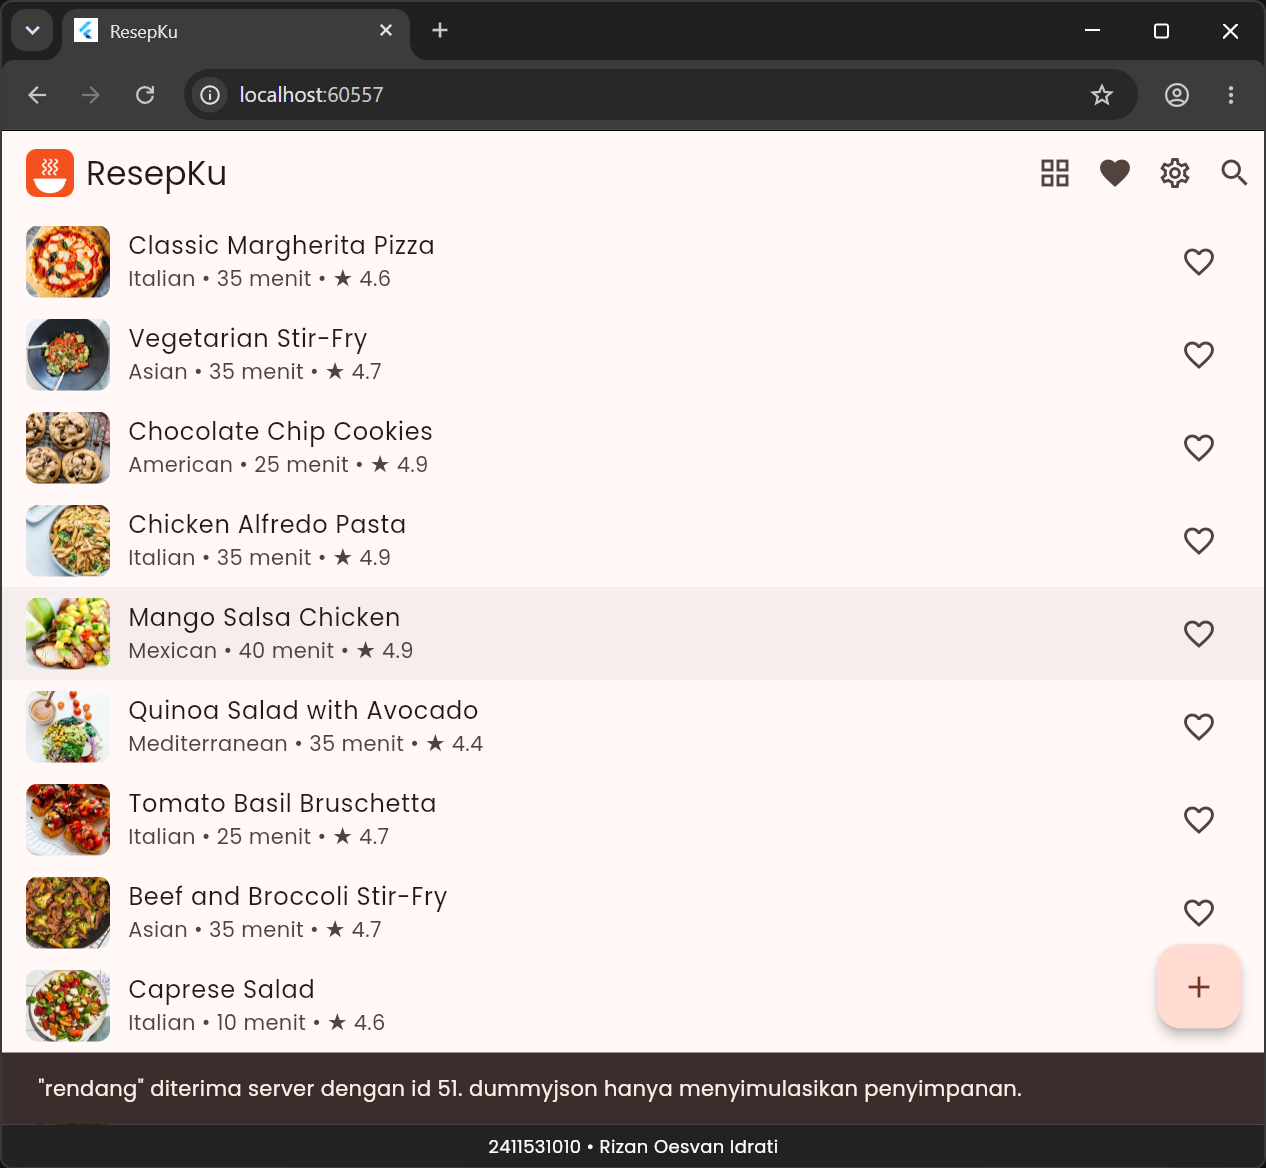 ResepKu
localhost:60557
ResepKu
Classic Margherita Pizza
Italian • 35 menit • ★ 4.6
Vegetarian Stir-Fry
Asian • 35 menit • ★ 4.7
Chocolate Chip Cookies
American • 25 menit • ★ 4.9
Chicken Alfredo Pasta
Italian • 35 menit • ★ 4.9
Mango Salsa Chicken
Mexican • 40 menit • ★ 4.9
Quinoa Salad with Avocado
Mediterranean • 35 menit • ★ 4.4
Tomato Basil Bruschetta
Italian • 25 menit • ★ 4.7
Beef and Broccoli Stir-Fry
Asian • 35 menit • ★ 4.7
Caprese Salad
Italian • 10 menit • ★ 4.6
"rendang" diterima server dengan id 51. dummyjson hanya menyimulasikan penyimpanan.
2411531010 • Rizan Oesvan Idrati